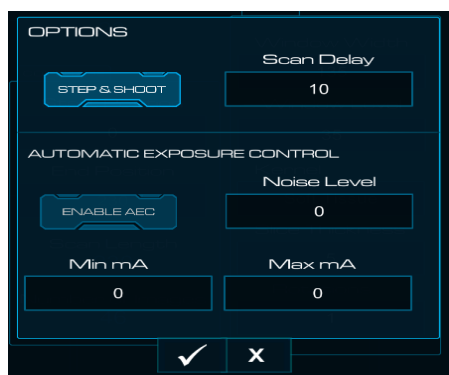 OPTIONS
Scan Delay
STEP & SHOOT
10
AUTOMATIC EXPOSURE CONTROL
Noise Level
ENABLE AEC
0
Min mA
Max mA
0
0
✓ X